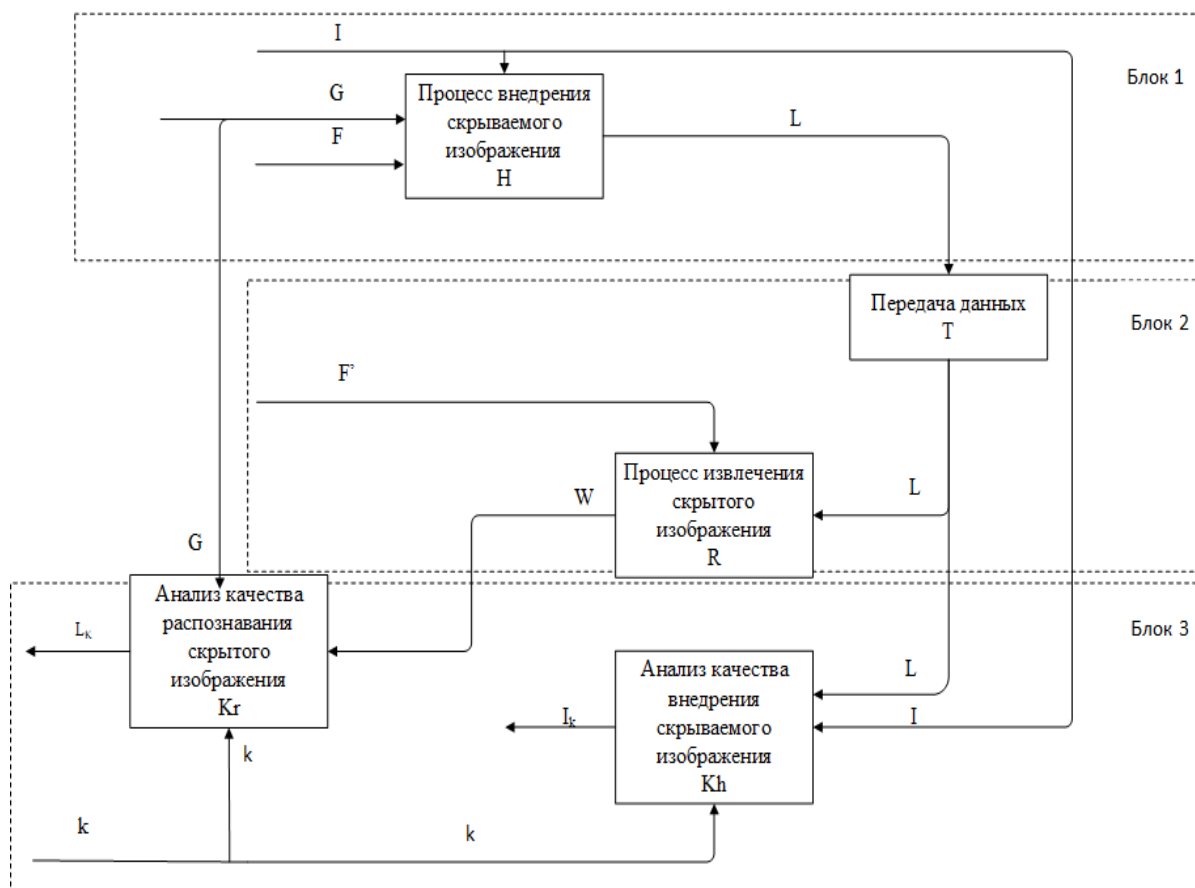 I
Блок 1
G
Процесс внедрения
скрываемого
изображения
H
F
L
Передача данных
T
Блок 2
F’
Процесс извлечения
скрытого
изображения
R
W
L
G
Анализ качества
распознавания
скрытого
изображения
Kr
Lк
Блок 3
Анализ качества
внедрения
скрываемого
изображения
Kh
L
I
Ik
k
k
k